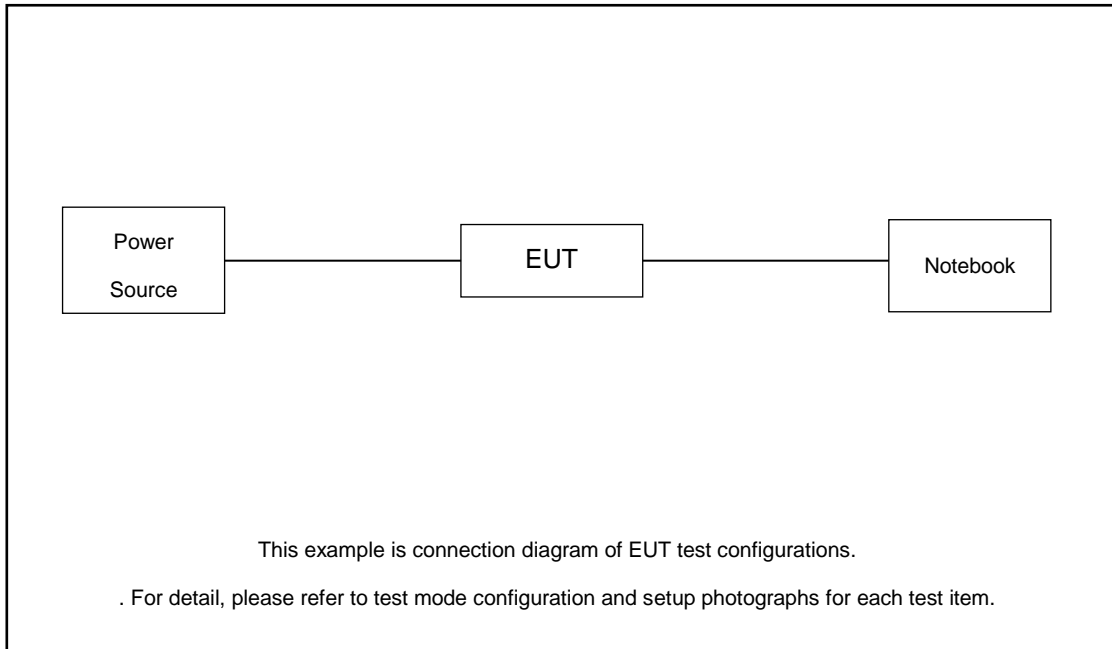 Power
Source
EUT
Notebook
This example is connection diagram of EUT test configurations.
. For detail, please refer to test mode configuration and setup photographs for each test item.